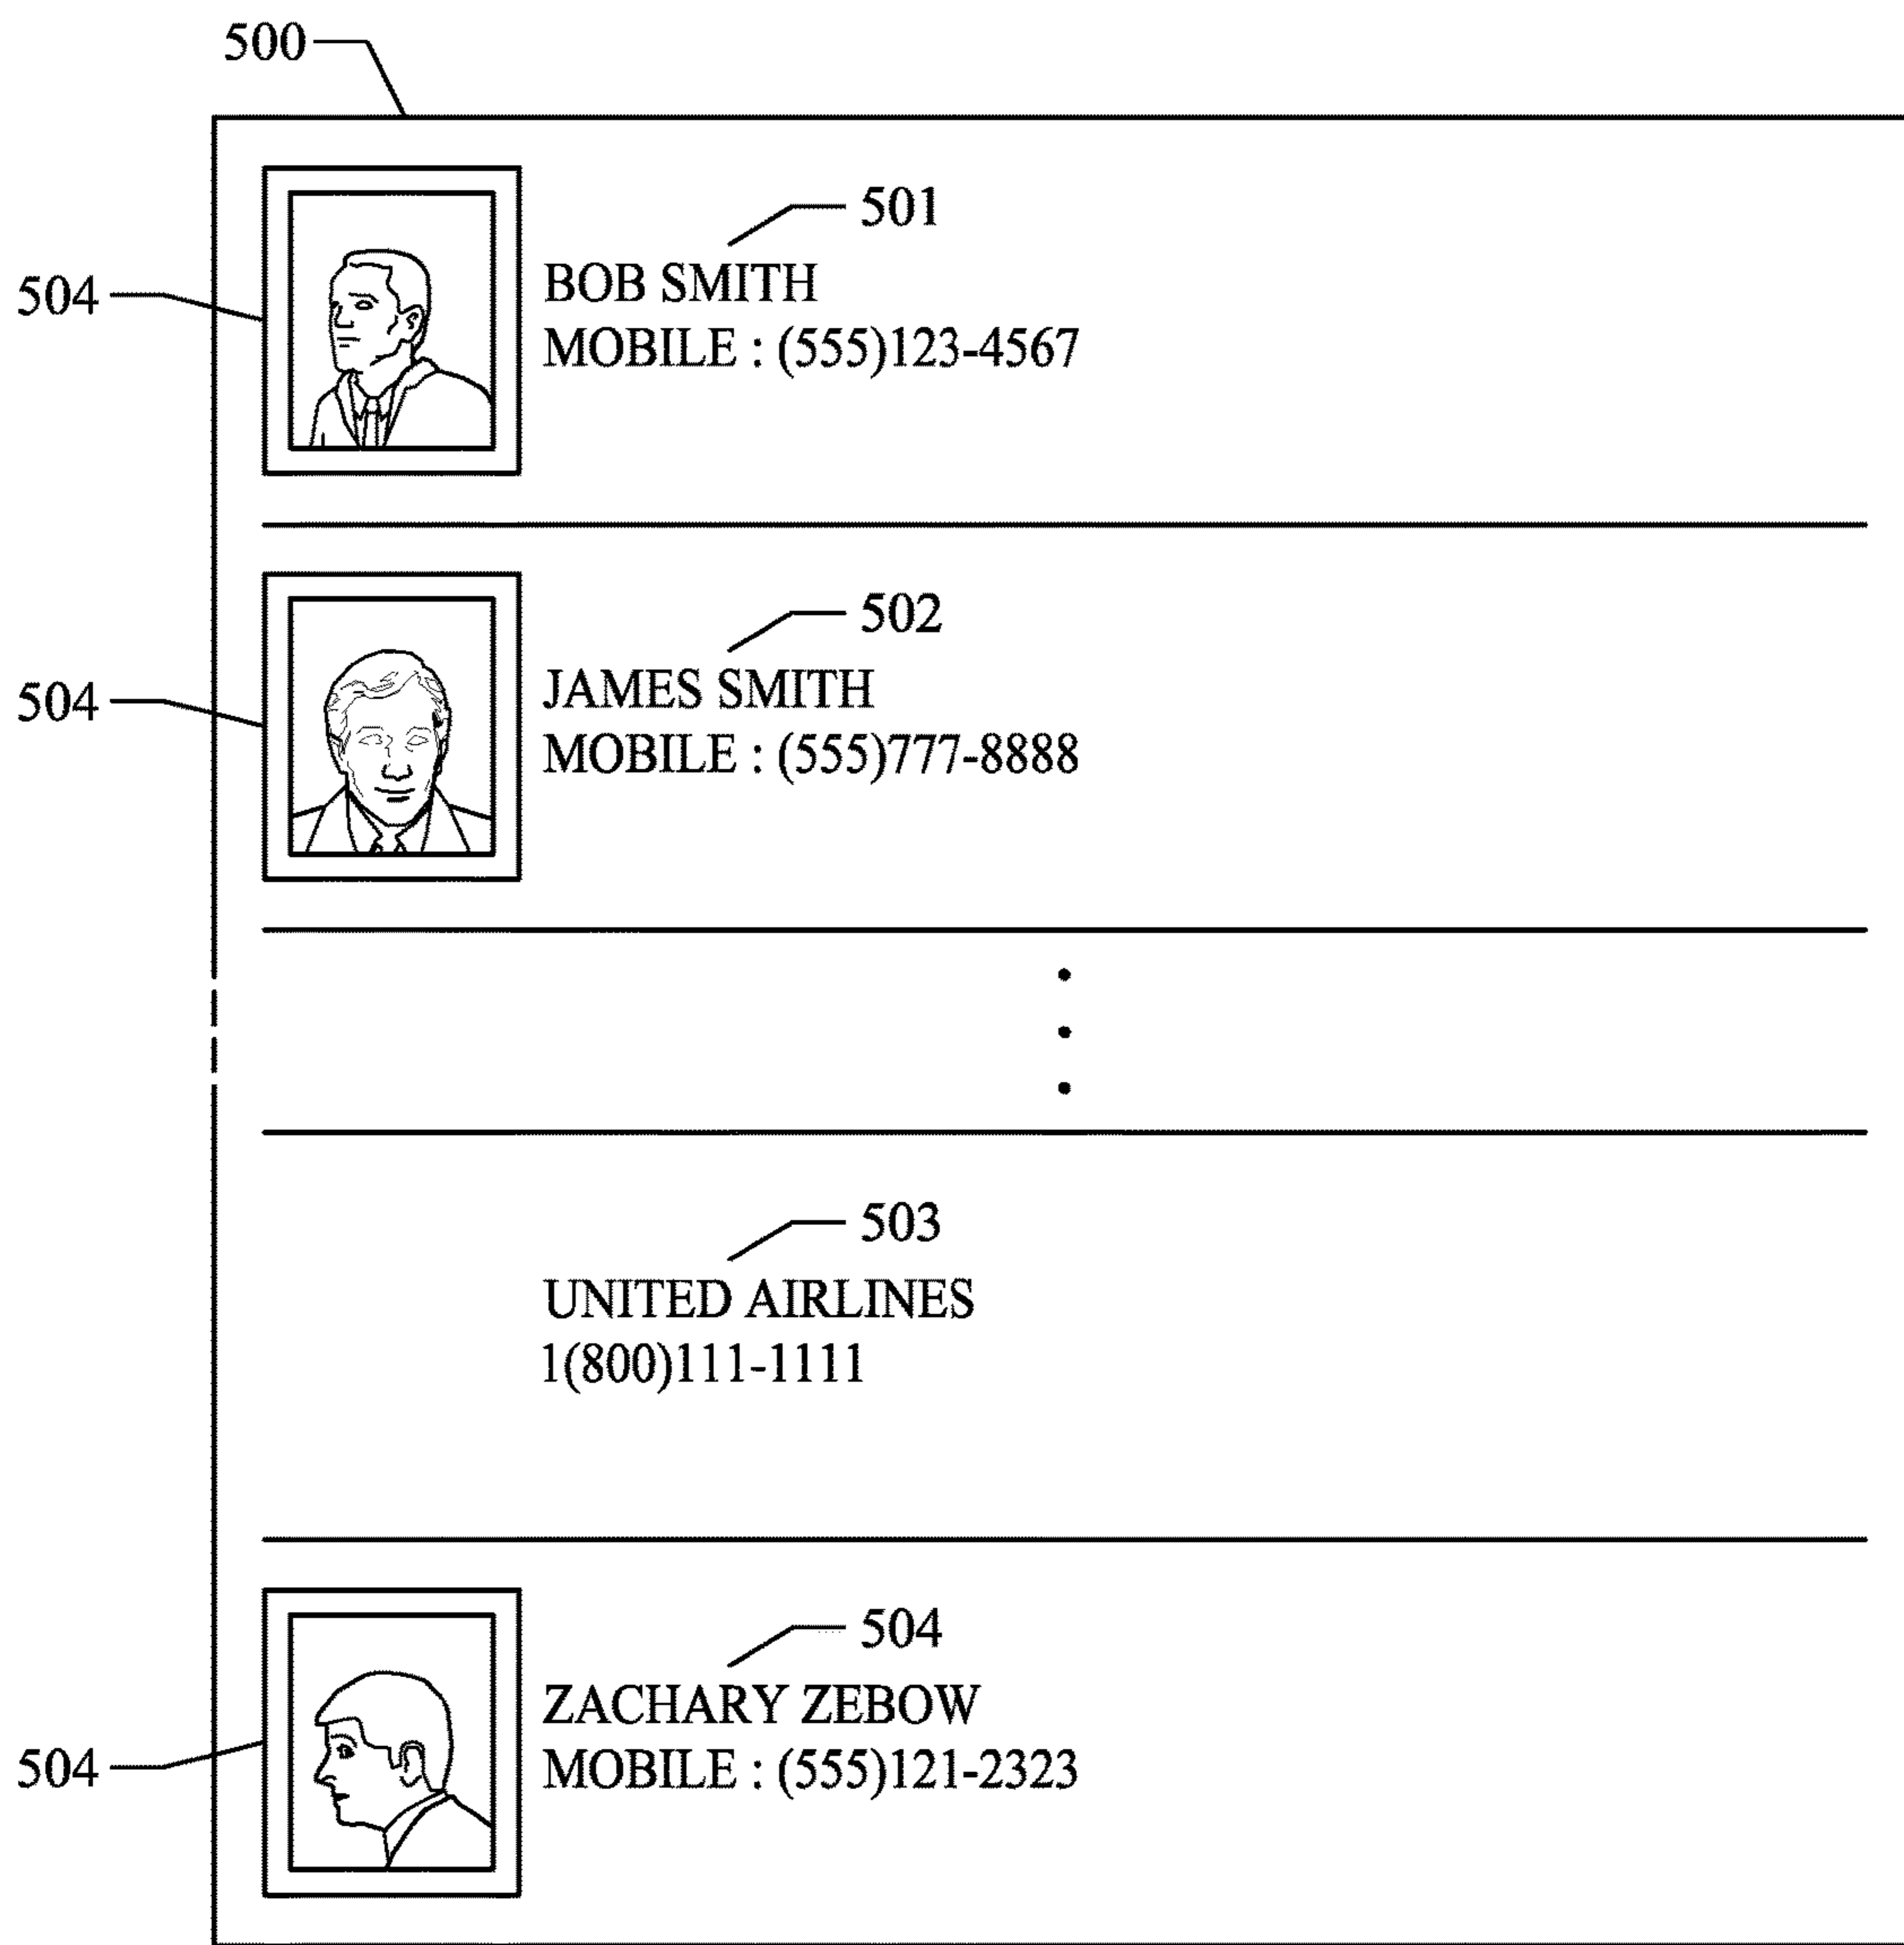 500
501
504
BOB SMITH
MOBILE : (555)123-4567
502
504
JAMES SMITH
MOBILE : (555)777-8888
503
UNITED AIRLINES
1(800)111-1111
504
ZACHARY ZEBOW
504
MOBILE : (555)121-2323